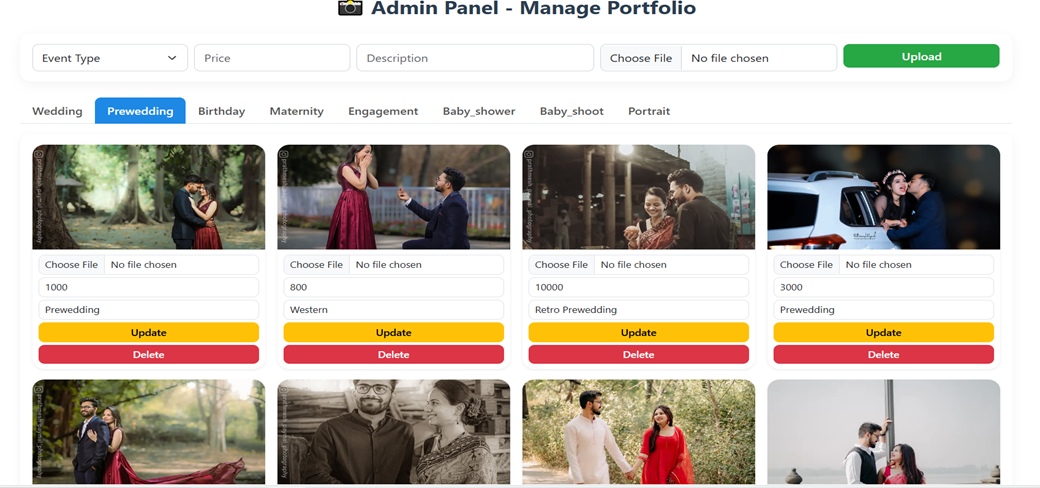 Admin Panel - Manage Portfolio
Event Type Price Description Choose File No file chosen Upload
Wedding Prewedding Birthday Maternity Engagement Baby_shower Baby_shoot Portrait
Choose File No file chosen Choose File No file chosen Choose File No file chosen Choose File No file chosen
1000 800 10000 3000
Prewedding Western Retro Prewedding Prewedding
Update Update Update Update
Delete Delete Delete Delete